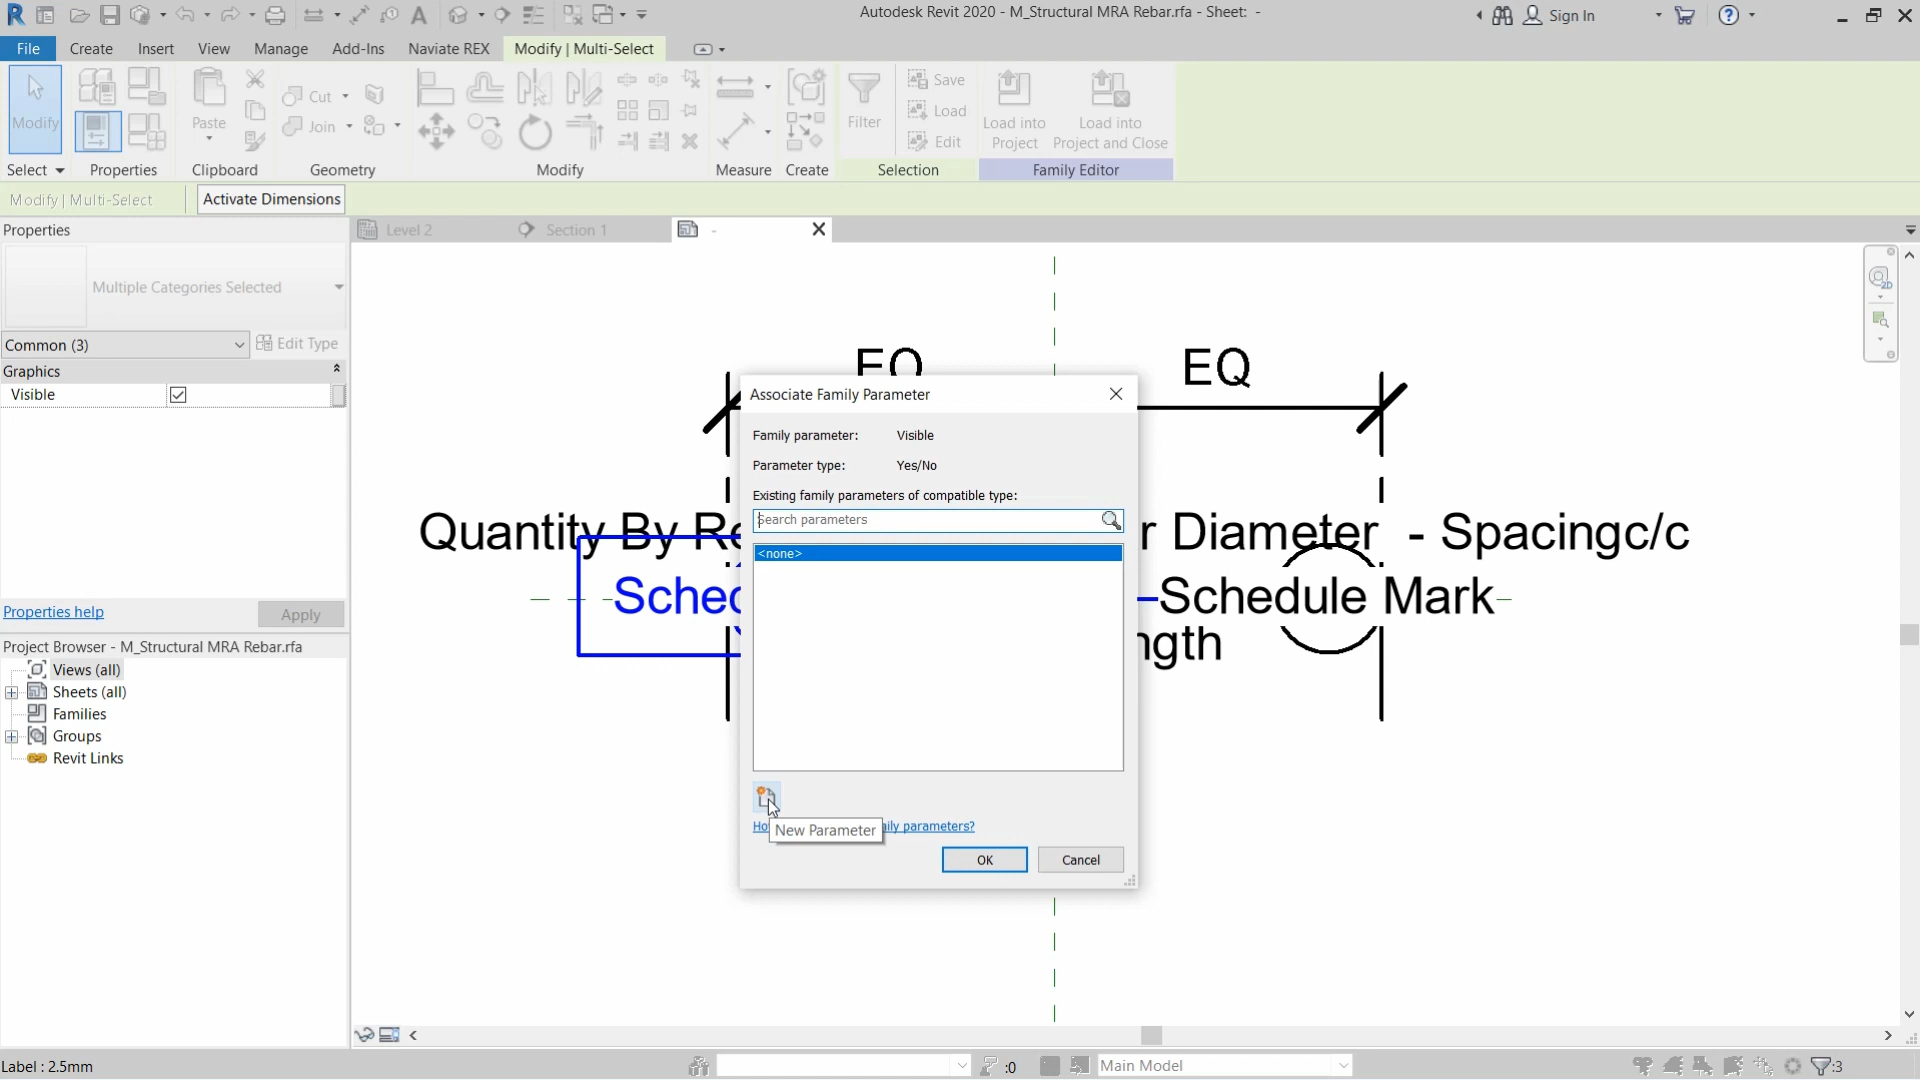 Autodesk Revit 2020 - M_Structural MRA Rebar.rfa - Sheet: -
Sign In
File
Create
Insert
View
Manage
Add-Ins
Naviate REX
Modify | Multi-Select
Modify
Paste
Cut
Join
Filter
Save
Load
Edit
Load into
Project
Load into
Project and Close
Select
Properties
Clipboard
Geometry
Modify
Measure
Create
Selection
Family Editor
Modify | Multi-Select
Activate Dimensions
Properties
Level 2
Section 1
-
Multiple Categories Selected
Common (3)
Edit Type
Graphics
Visible
Properties help
Apply
Project Browser - M_Structural MRA Rebar.rfa
Views (all)
Sheets (all)
Families
Groups
Revit Links
EQ
EQ
Quantity By Re
r Diameter - Spacingc/c
Sched
Schedule Mark
ngth
Associate Family Parameter
Family parameter: Visible
Parameter type: Yes/No
Existing family parameters of compatible type:
Search parameters
<none>
New Parameter
Ho
ily parameters?
OK
Cancel
2D
Label : 2.5mm
:0
Main Model
:3